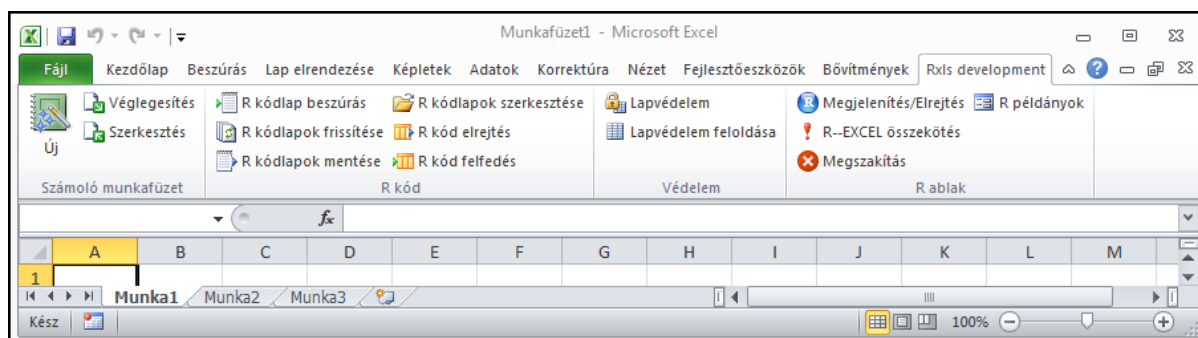 Munkafüzet1 - Microsoft Excel
Fájl Kezdőlap Beszúrás Lap elrendezése Képletek Adatok Korrektúra Nézet Fejlesztőeszközök Bővítmények Rxls development
Új
Véglegesítés
Szerkesztés
Számoló munkafüzet
R kódlap beszúrás
R kódlapok frissítése
R kódlapok mentése
R kódlapok szerkesztése
R kód elrejtés
R kód felfedés
R kód
Lapvédelem
Lapvédelem feloldása
Védelem
Megjelenítés/Elrejtés
R--EXCEL összekötés
Megszakítás
R példányok
R ablak
fx
A B C D E F G H I J K L M
1
Munka1 Munka2 Munka3
Kész 100%